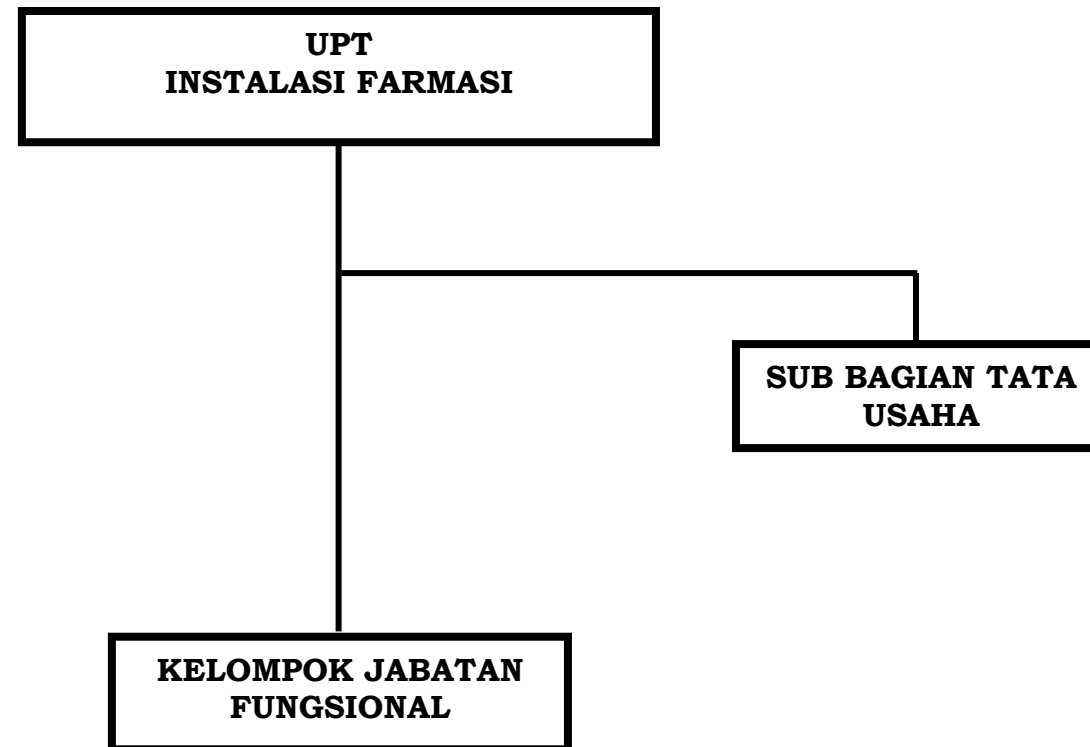 UPT
INSTALASI FARMASI
SUB BAGIAN TATA
USAHA
KELOMPOK JABATAN
FUNGSIONAL